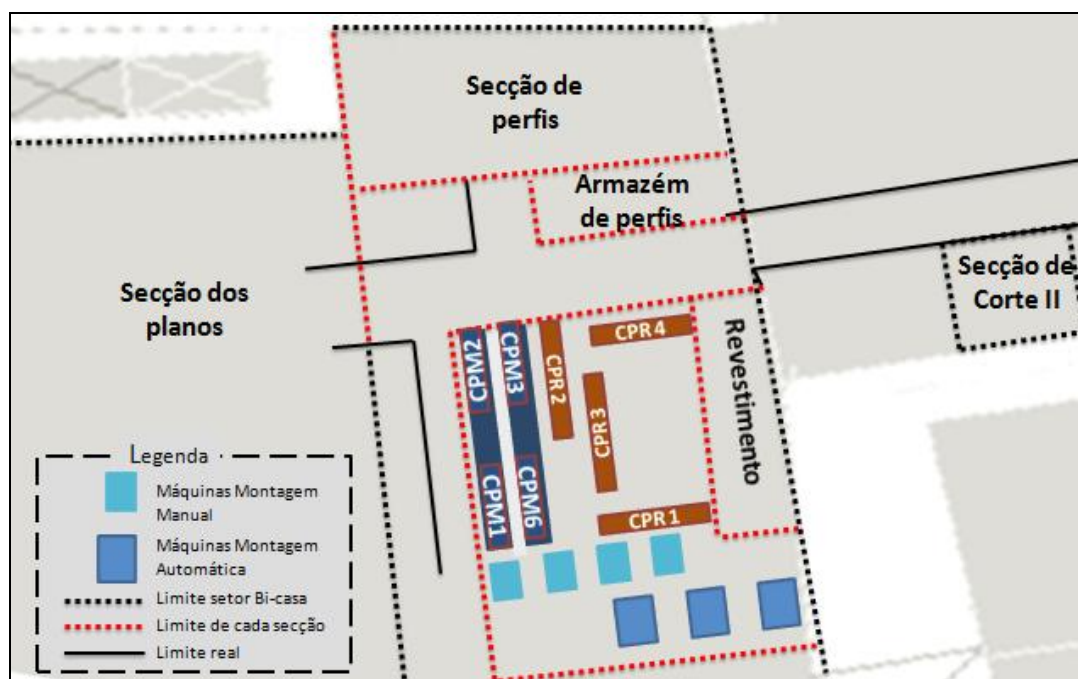 Secção de
perfis
Armazém
de perfis
Secção dos
planos
Secção de
Corte II
CPM2
CPM3
CPR 2
CPR 4
CPR3
Revestimento
CPM1
CPM6
CPR 1
Legenda
Máquinas Montagem
Manual
Máquinas Montagem
Automática
Limite setor Bi-casa
Limite de cada secção
Limite real